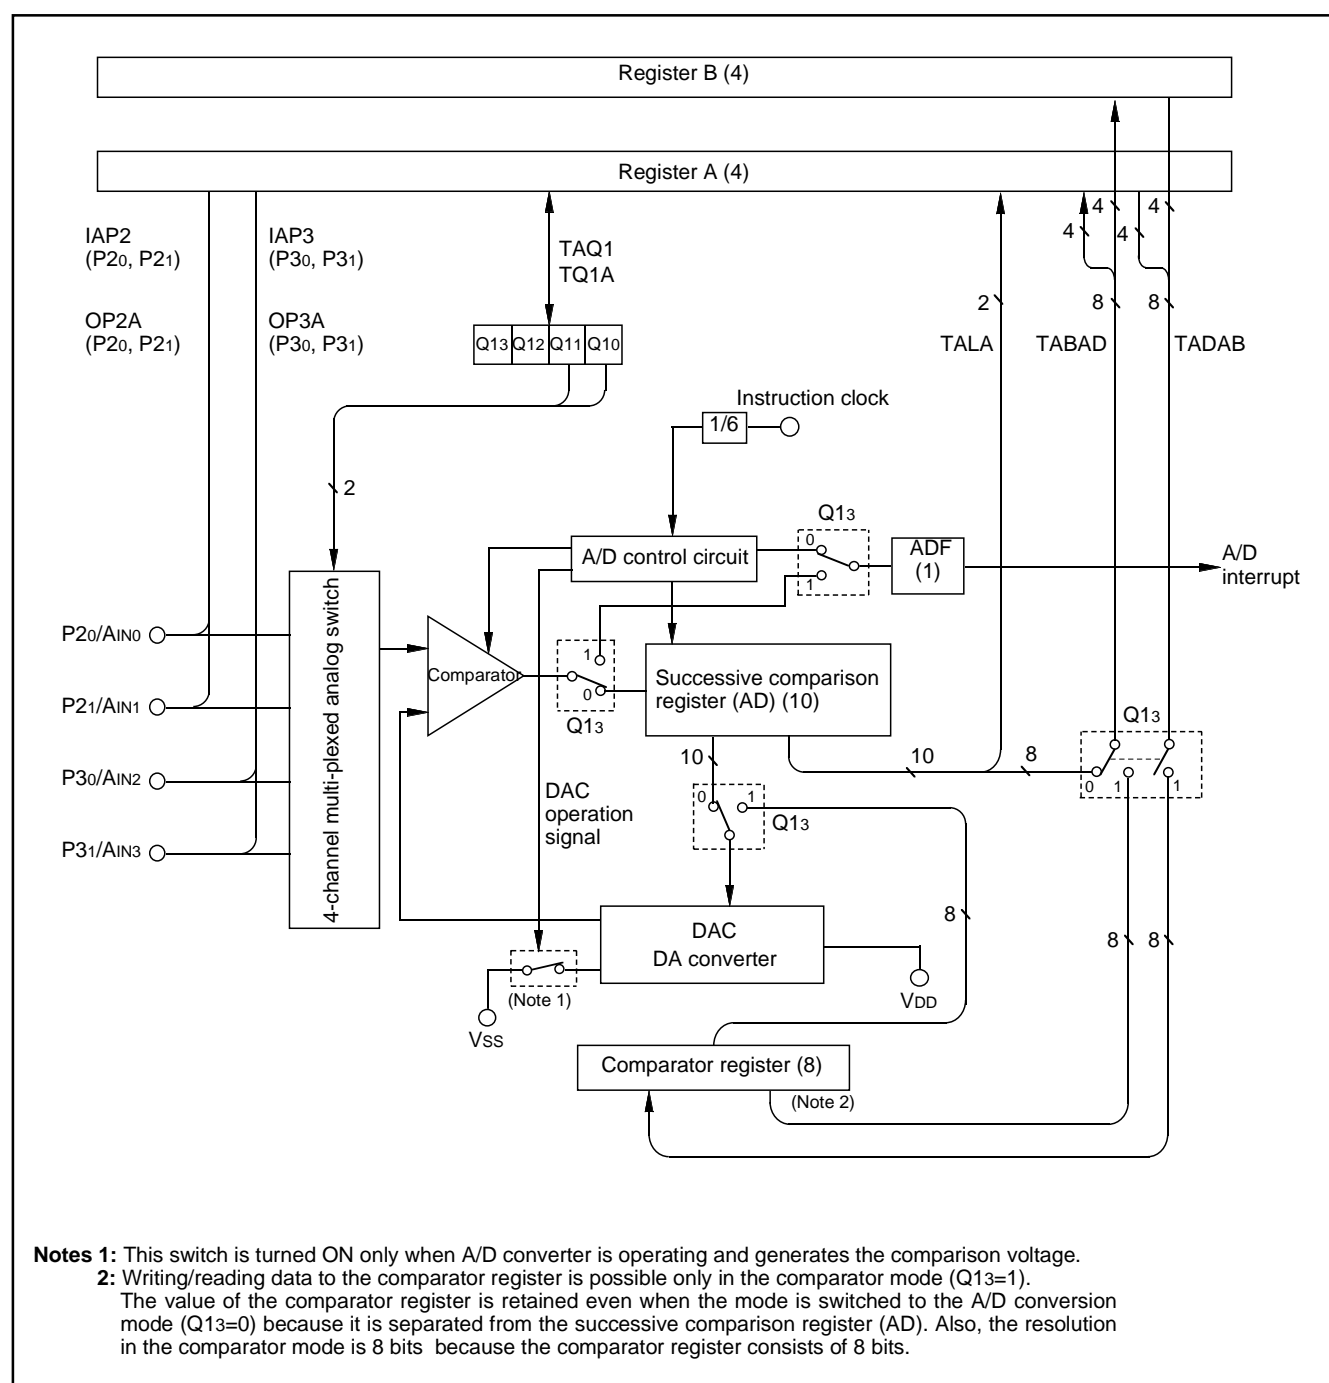 Register B (4)
Register A (4)
IAP2
(P20, P21)
IAP3
(P30, P31)
OP2A
(P20, P21)
OP3A
(P30, P31)
TAQ1
TQ1A
Q13 Q12 Q11 Q10
4 4
4 4
2 8 8
TALA TABAD TADAB
Instruction clock
1/6
2
Q13
0
1
A/D control circuit
ADF
(1)
A/D
interrupt
4-channel multi-plexed analog switch
P20/AIN0
P21/AIN1
P30/AIN2
P31/AIN3
Comparator
1
0
Q13
Successive comparison
register (AD) (10)
Q13
0 1 1
10
10 8
0 1
Q13
DAC
operation
signal
DAC
DA converter
8
8 8
(Note 1)
VSS
VDD
Comparator register (8)
(Note 2)
Notes 1: This switch is turned ON only when A/D converter is operating and generates the comparison voltage.
2: Writing/reading data to the comparator register is possible only in the comparator mode (Q13=1).
The value of the comparator register is retained even when the mode is switched to the A/D conversion
mode (Q13=0) because it is separated from the successive comparison register (AD). Also, the resolution
in the comparator mode is 8 bits because the comparator register consists of 8 bits.